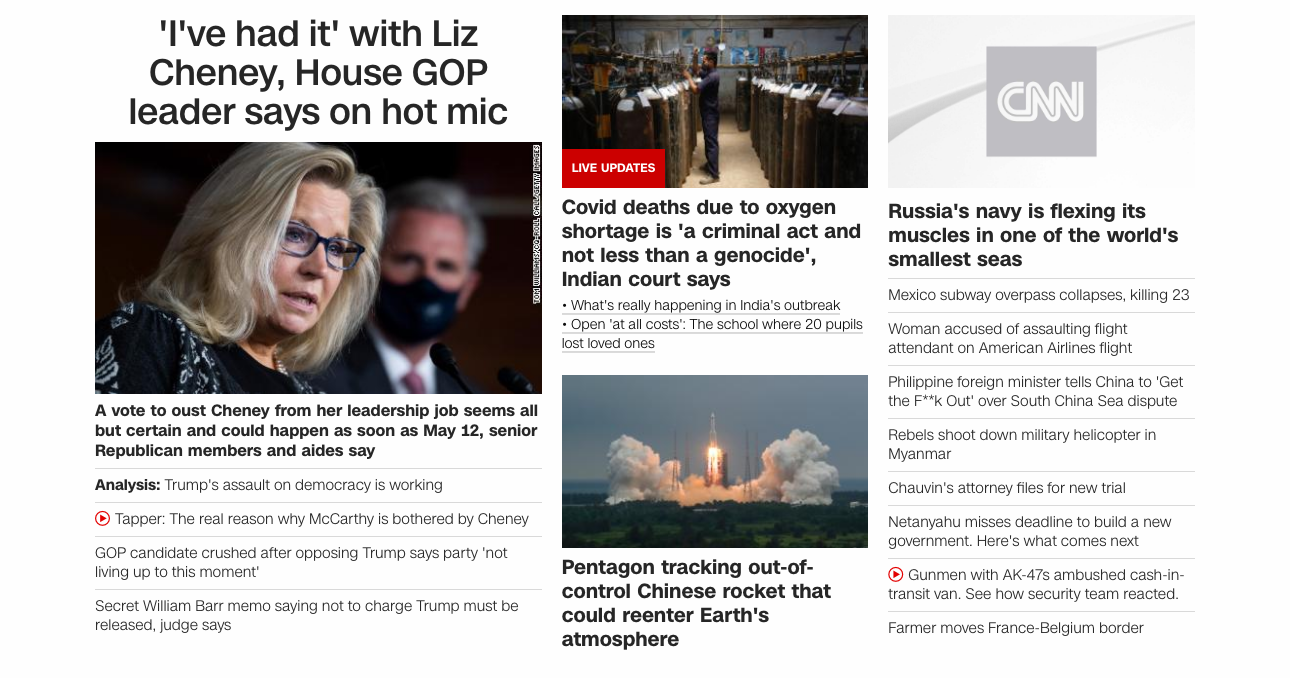 'I've had it' with Liz
Cheney, House GOP
leader says on hot mic
TOM WILLIAMS/CQ-ROLL CALL/GETTY IMAGES
A vote to oust Cheney from her leadership job seems all
but certain and could happen as soon as May 12, senior
Republican members and aides say
Analysis: Trump's assault on democracy is working
Tapper: The real reason why McCarthy is bothered by Cheney
GOP candidate crushed after opposing Trump says party 'not
living up to this moment'
Secret William Barr memo saying not to charge Trump must be
released, judge says
LIVE UPDATES
Covid deaths due to oxygen
shortage is 'a criminal act and
not less than a genocide',
Indian court says
• What's really happening in India's outbreak
• Open 'at all costs': The school where 20 pupils
lost loved ones
Pentagon tracking out-of-
control Chinese rocket that
could reenter Earth's
atmosphere
CNN
Russia's navy is flexing its
muscles in one of the world's
smallest seas
Mexico subway overpass collapses, killing 23
Woman accused of assaulting flight
attendant on American Airlines flight
Philippine foreign minister tells China to 'Get
the F**k Out' over South China Sea dispute
Rebels shoot down military helicopter in
Myanmar
Chauvin's attorney files for new trial
Netanyahu misses deadline to build a new
government. Here's what comes next
Gunmen with AK-47s ambushed cash-in-
transit van. See how security team reacted.
Farmer moves France-Belgium border